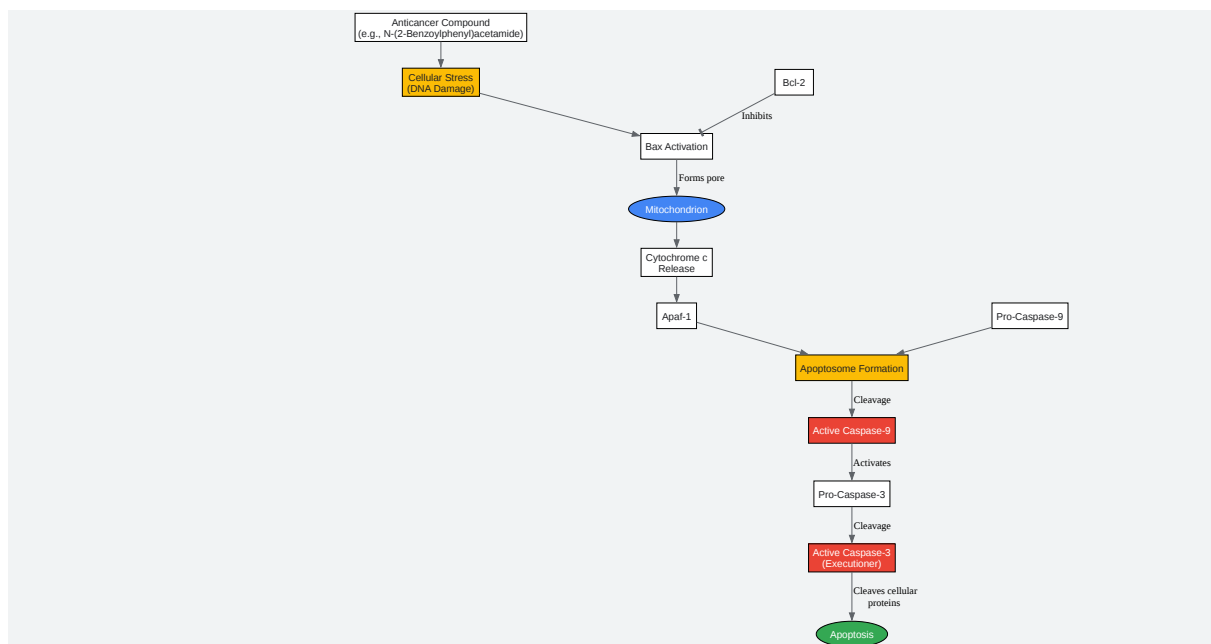 Anticancer Compound
(e.g., N-(2-Benzoylphenyl)acetamide)
Cellular Stress
(DNA Damage)
Bcl-2
Inhibits
Bax Activation
Forms pore
Mitochondrion
Cytochrome c
Release
Apaf-1
Pro-Caspase-9
Apoptosome Formation
Cleavage
Active Caspase-9
Activates
Pro-Caspase-3
Cleavage
Active Caspase-3
(Executioner)
Cleaves cellular
proteins
Apoptosis